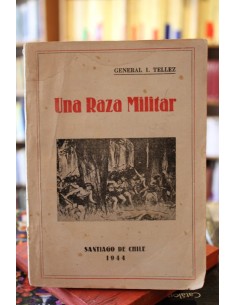 GENERAL I. TELLEZ
Una Raza Militar
SANTIAGO DE CHILE
1944